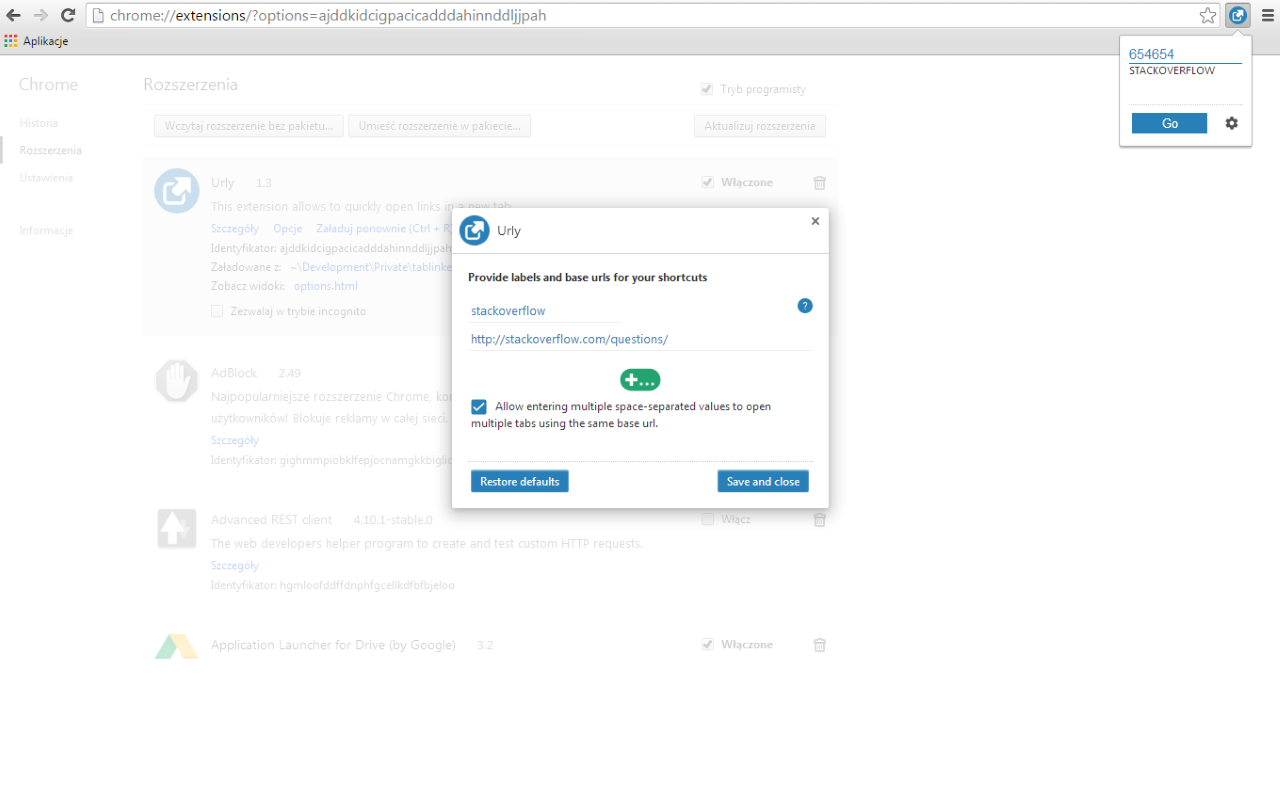 chrome://extensions/?options=ajddkidcigpacicadddahinnddljjpah
Aplikacje
654654
STACKOVERFLOW
Go
Chrome
Historia
Rozszerzenia
Ustawienia
Informacje
Rozszerzenia
Tryb programisty
Wczytaj rozszerzenie bez pakietu...
Umieść rozszerzenie w pakiecie...
Aktualizuj rozszerzenia
Urly 1.3
Włączone
This extension allows to quickly open links in a new tab
Szczegóły Opcje Załaduj ponownie (Ctrl + R)
Identyfikator: ajddkidcigpacicadddahinnddljjpah
Załadowane z: ~\Development\Private\tablinke
Zobacz widoki: options.html
Zezwalaj w trybie incognito
Urly
×
Provide labels and base urls for your shortcuts
stackoverflow
?
http://stackoverflow.com/questions/
+...
Allow entering multiple space-separated values to open
multiple tabs using the same base url.
Restore defaults
Save and close
AdBlock 2.49
Najpopularniejsze rozszerzenie Chrome,
użytkowników! Blokuje reklamy w całej sieci.
Szczegóły
Identyfikator: gighmmpiobklfepjocnamgkkbiglid
Advanced REST client 4.10.1-stable.0
Włącz
The web developers helper program to create and test custom HTTP requests.
Szczegóły
Identyfikator: hgmloofddffdnphfgcellkdfbfbjeloo
Application Launcher for Drive (by Google) 3.2
Włączone